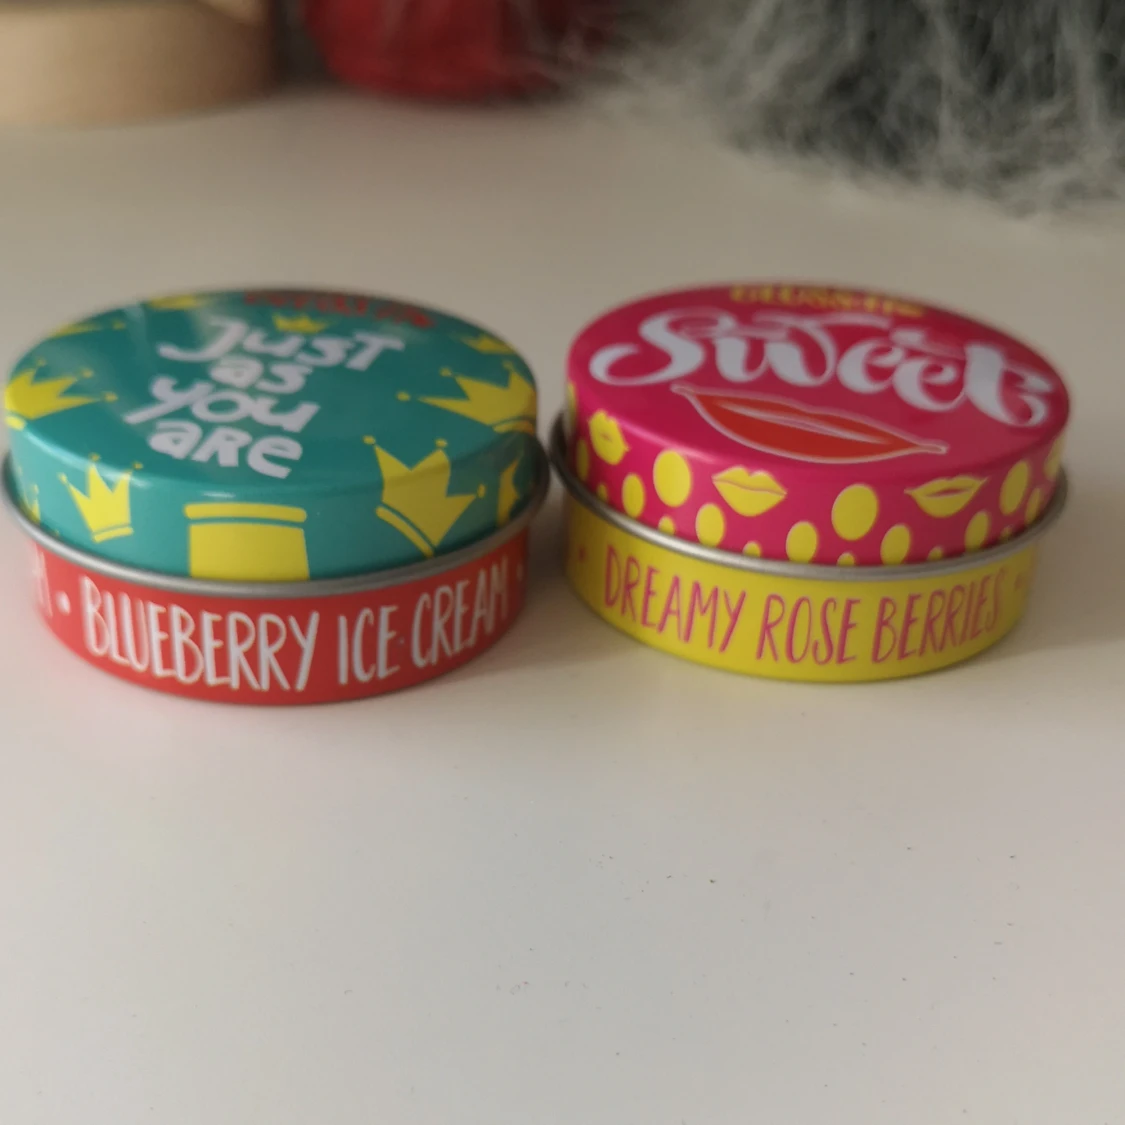 Just
as
you
are
BLUEBERRY ICE CREAM
Sweet
DREAMY ROSE BERRIES